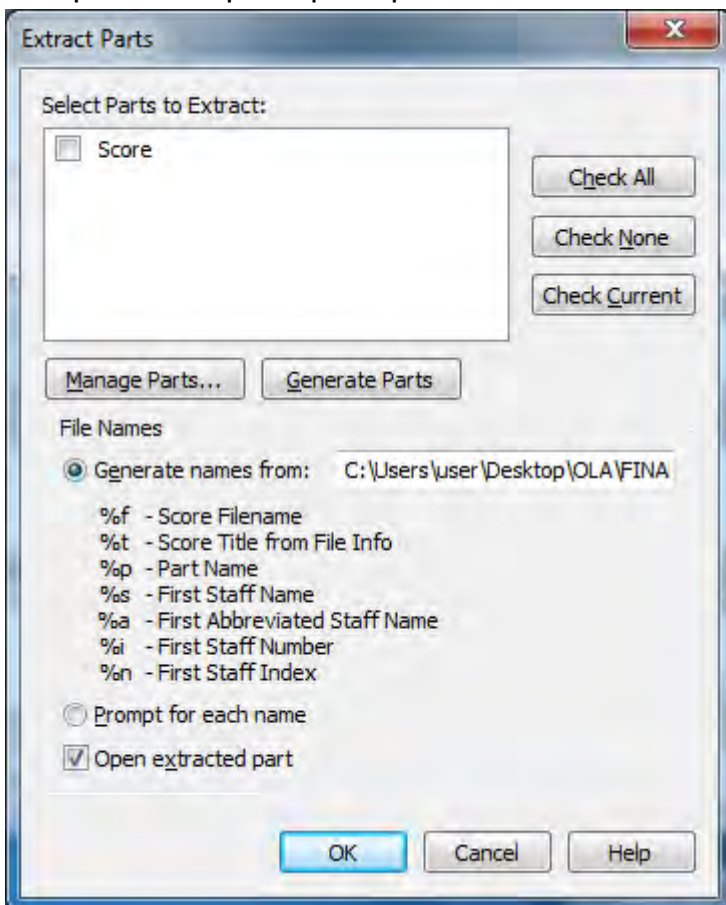 Extract Parts
Select Parts to Extract:
Score
Check All
Check None
Check Current
Manage Parts...
Generate Parts
File Names
Generate names from: C:\Users\user\Desktop\OLA\FINA
%f - Score Filename
%t - Score Title from File Info
%p - Part Name
%s - First Staff Name
%a - First Abbreviated Staff Name
%i - First Staff Number
%n - First Staff Index
Prompt for each name
Open extracted part
OK Cancel Help